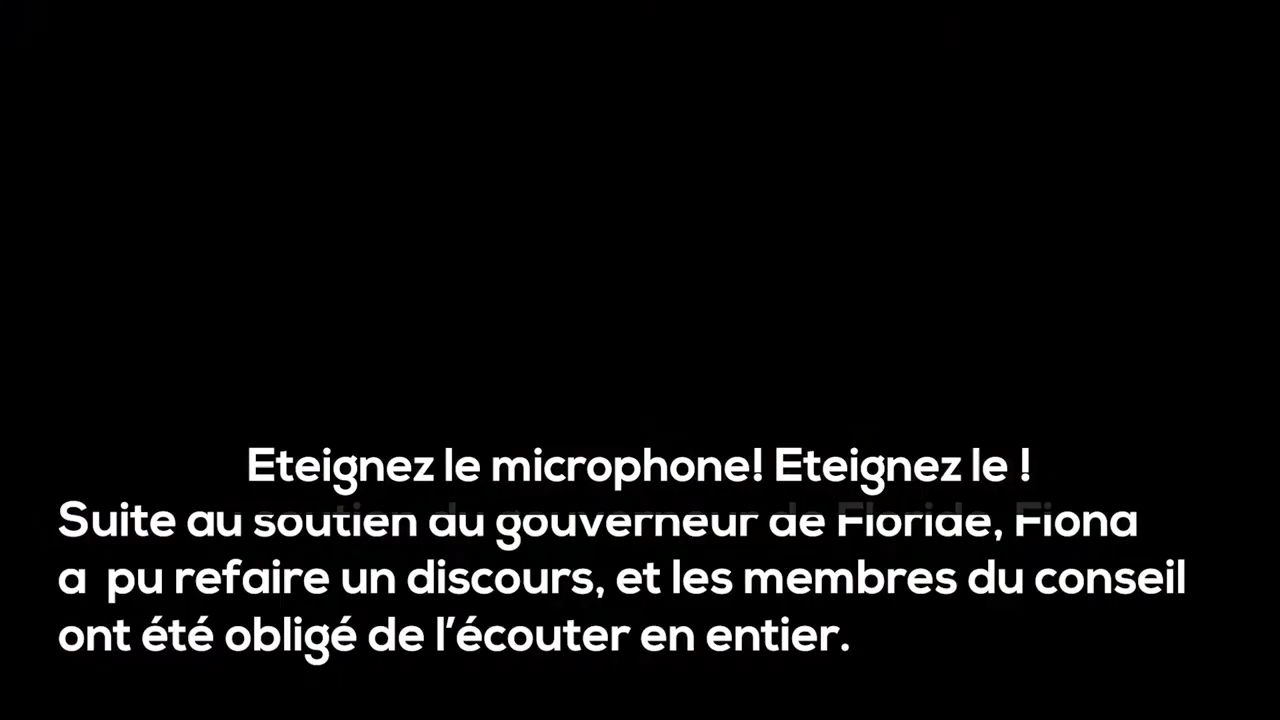 Eteignez le microphone! Eteignez le !
Suite au soutien du gouverneur de Floride, Fiona
a pu refaire un discours, et les membres du conseil
ont été obligé de l’écouter en entier.